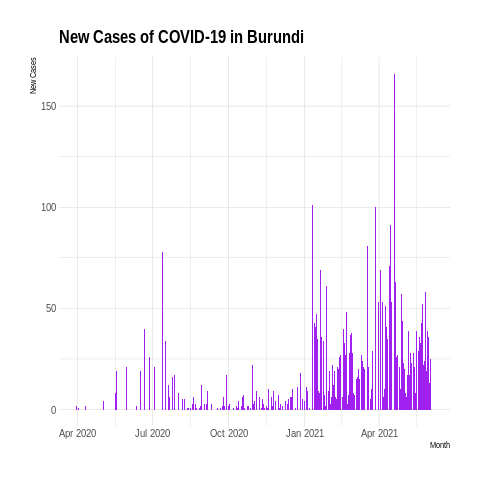 New Cases of COVID-19 in Burundi
New Cases
150
100
50
0
Apr 2020 Jul 2020 Oct 2020 Jan 2021 Apr 2021
Month